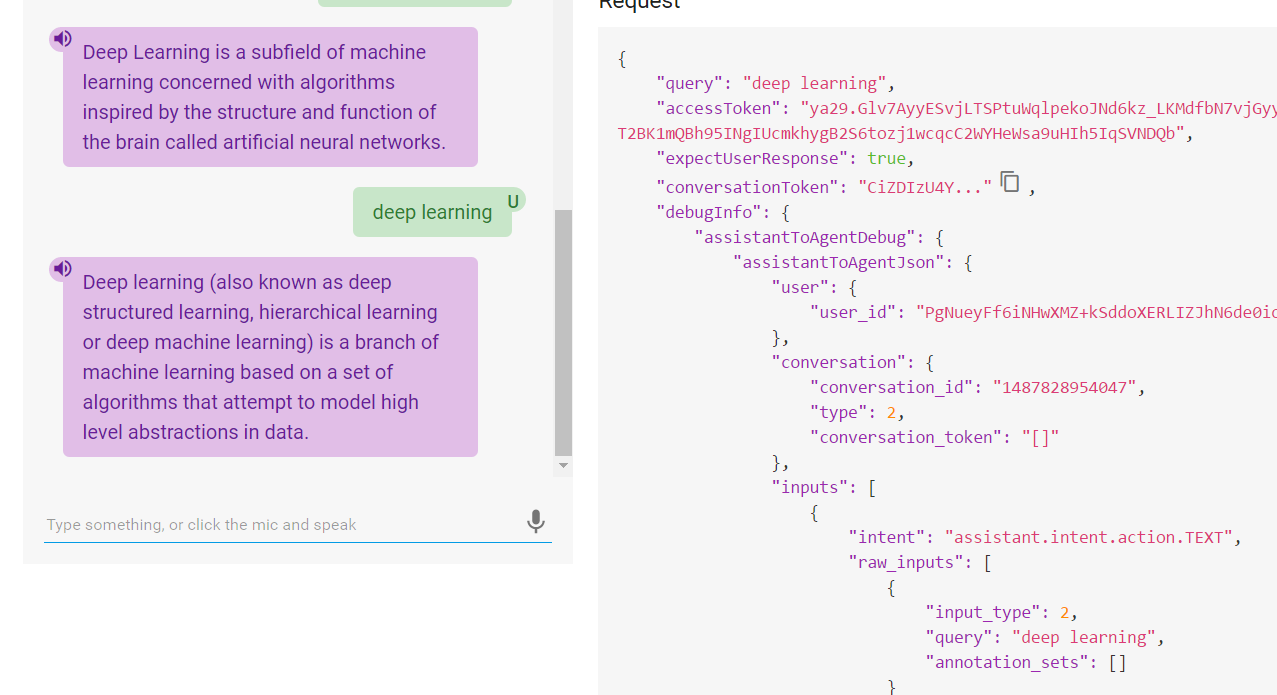 Deep Learning is a subfield of machine
learning concerned with algorithms
inspired by the structure and function of
the brain called artificial neural networks.
U
deep learning
Deep learning (also known as deep
structured learning, hierarchical learning
or deep machine learning) is a branch of
machine learning based on a set of
algorithms that attempt to model high
level abstractions in data.
Type something, or click the mic and speak
Request
{
"query": "deep learning",
"accessToken": "ya29.Glv7AyyESvjLTSPtuWqlpekoJNd6kz_LKMdfbN7vjGyy
T2BK1mQBh95INgIUcmkhygB2S6tozj1wcqcC2WYHeWsa9uHIh5IqSVNDQb",
"expectUserResponse": true,
"conversationToken": "CiZDIzU4Y..." ,
"debugInfo": {
"assistantToAgentDebug": {
"assistantToAgentJson": {
"user": {
"user_id": "PgNueyFf6iNHwXMZ+kSddoXERLIZJhN6de0ic
},
"conversation": {
"conversation_id": "1487828954047",
"type": 2,
"conversation_token": "[]"
},
"inputs": [
{
"intent": "assistant.intent.action.TEXT",
"raw_inputs": [
{
"input_type": 2,
"query": "deep learning",
"annotation_sets": []
}